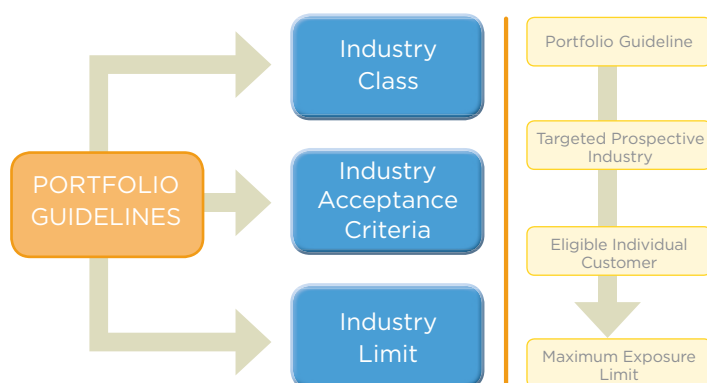 PORTFOLIO
GUIDELINES
Industry
Class
Industry
Acceptance
Criteria
Industry
Limit
Portfolio Guideline
Targeted Prospective
Industry
Eligible Individual
Customer
Maximum Exposure
Limit